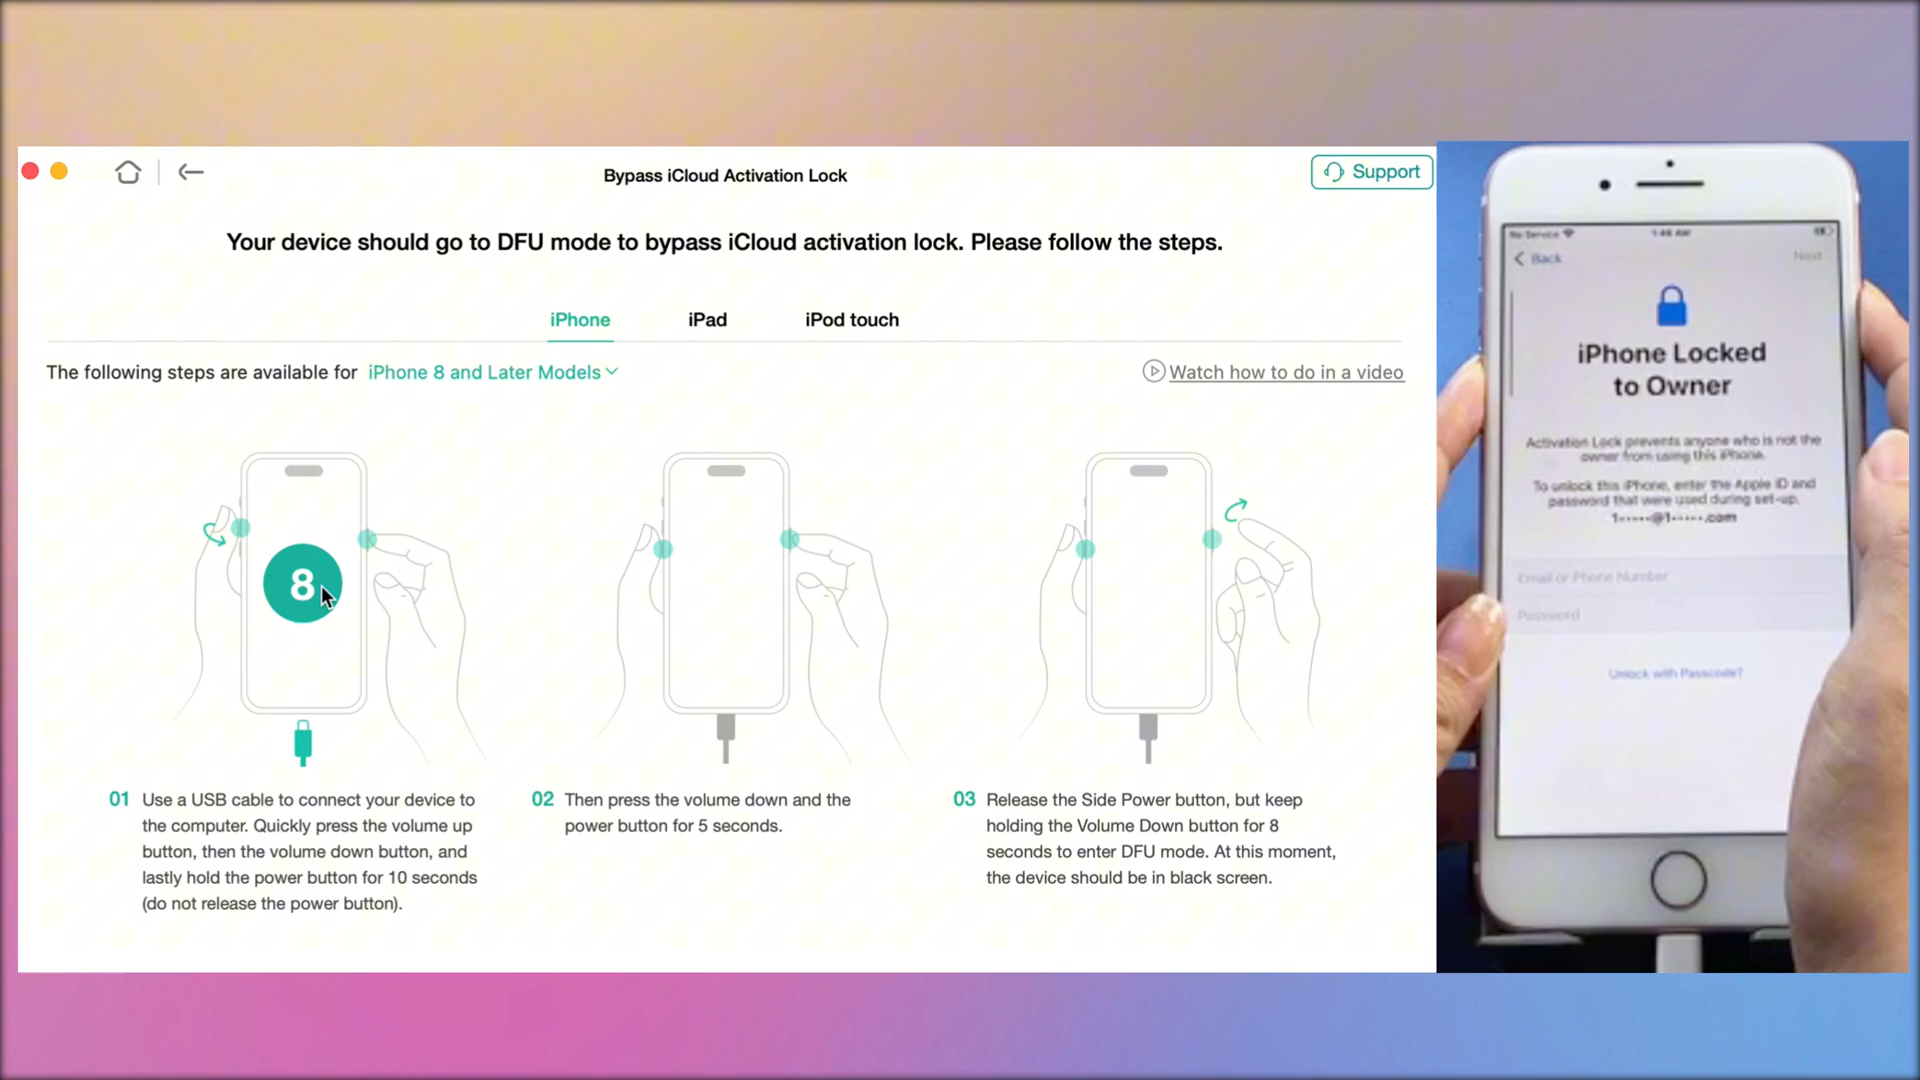 Bypass iCloud Activation Lock
Support
Your device should go to DFU mode to bypass iCloud activation lock. Please follow the steps.
iPhone
iPad
iPod touch
The following steps are available for iPhone 8 and Later Models
Watch how to do in a video
8
01 Use a USB cable to connect your device to
the computer. Quickly press the volume up
button, then the volume down button, and
lastly hold the power button for 10 seconds
(do not release the power button).
02 Then press the volume down and the
power button for 5 seconds.
03 Release the Side Power button, but keep
holding the Volume Down button for 8
seconds to enter DFU mode. At this moment,
the device should be in black screen.
No Service
1:46 AM
Back
Next
iPhone Locked
to Owner
Activation Lock prevents anyone who is not the
owner from using this iPhone.
To unlock this iPhone, enter the Apple ID and
password that were used during set-up.
1•••••@1•••••.com
Email or Phone Number
Password
Unlock with Passcode?